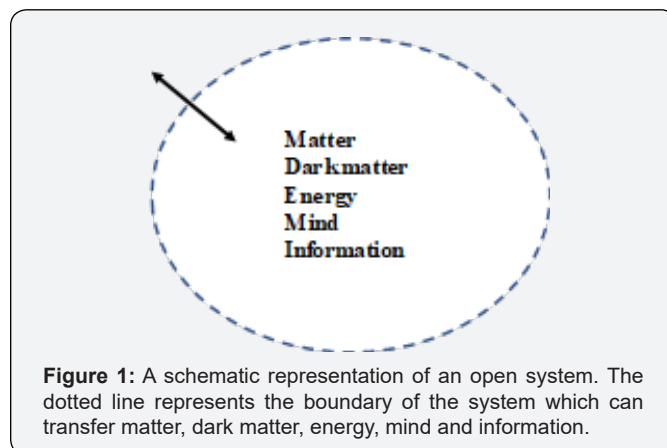 Matter
Darkmatter
Energy
Mind
Information
Figure 1: A schematic representation of an open system. The
dotted line represents the boundary of the system which can
transfer matter, dark matter, energy, mind and information.